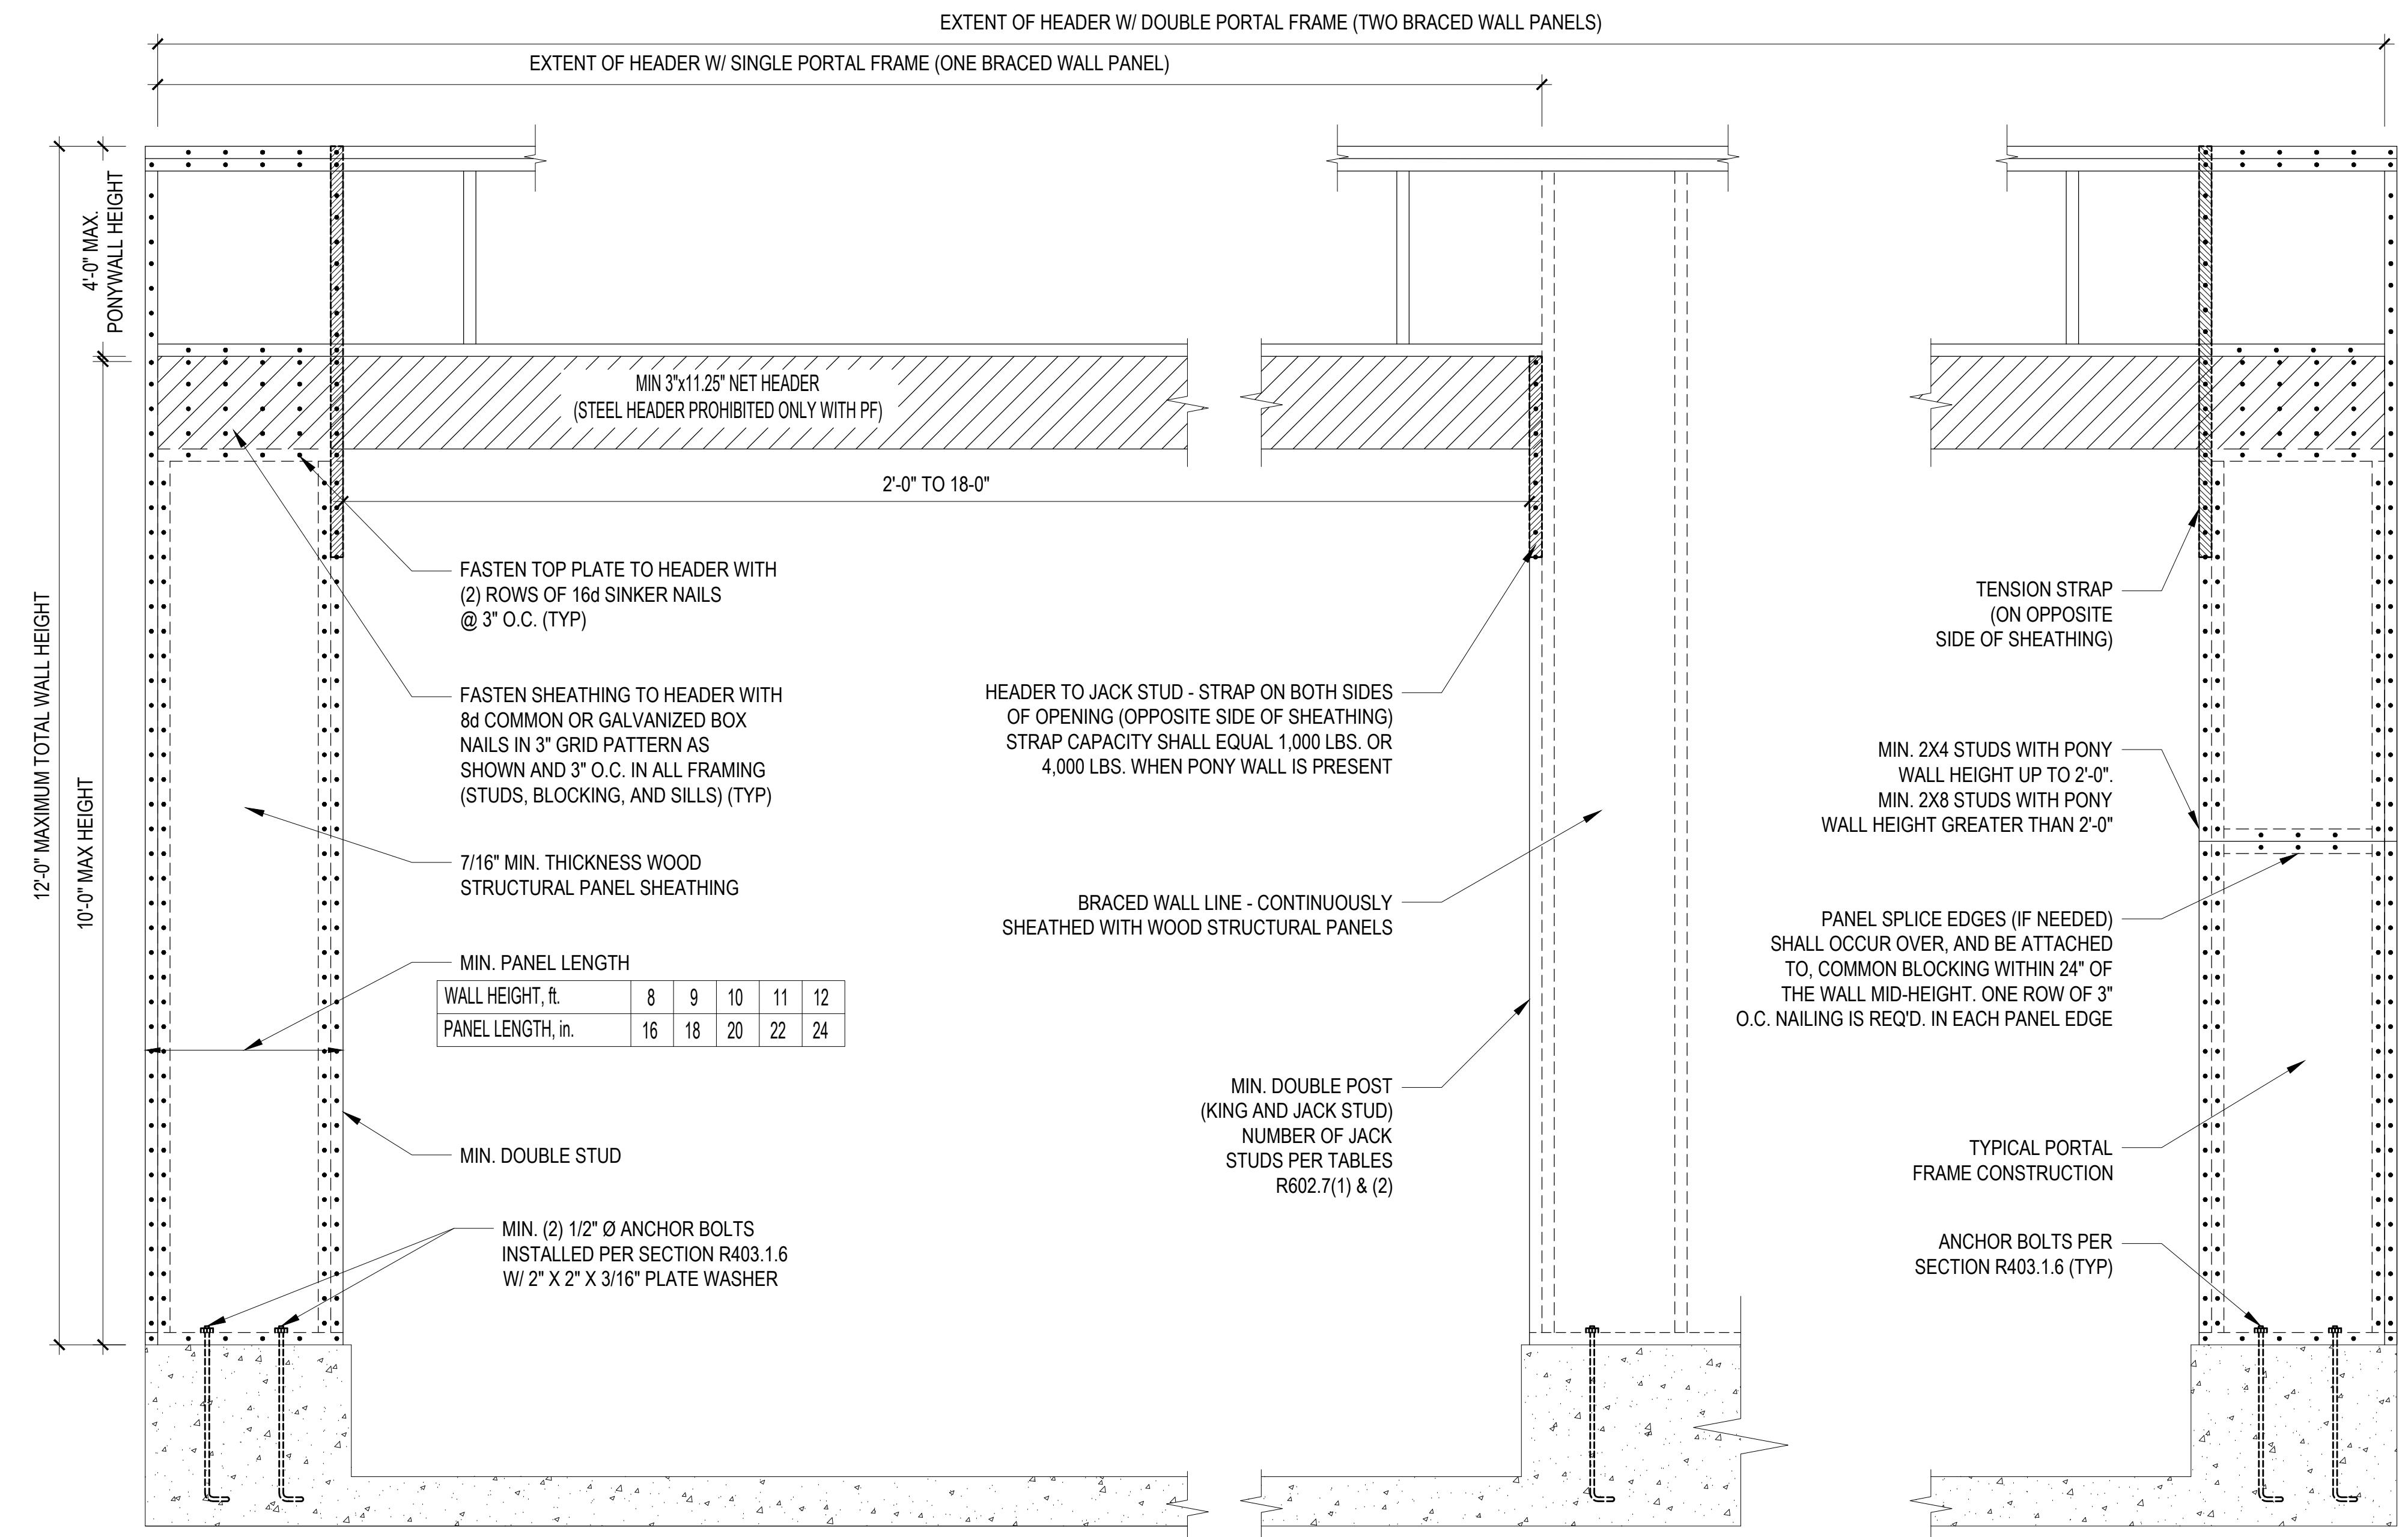 EXTENT OF HEADER W/ DOUBLE PORTAL FRAME (TWO BRACED WALL PANELS)
EXTENT OF HEADER W/ SINGLE PORTAL FRAME (ONE BRACED WALL PANEL)
4'-0" MAX.
PONYWALL HEIGHT
12'-0" MAXIMUM TOTAL WALL HEIGHT
10'-0" MAX HEIGHT
MIN 3"x11.25" NET HEADER
(STEEL HEADER PROHIBITED ONLY WITH PF)
2'-0" TO 18-0"
FASTEN TOP PLATE TO HEADER WITH
(2) ROWS OF 16d SINKER NAILS
@ 3" O.C. (TYP)
FASTEN SHEATHING TO HEADER WITH
8d COMMON OR GALVANIZED BOX
NAILS IN 3" GRID PATTERN AS
SHOWN AND 3" O.C. IN ALL FRAMING
(STUDS, BLOCKING, AND SILLS) (TYP)
7/16" MIN. THICKNESS WOOD
STRUCTURAL PANEL SHEATHING
MIN. PANEL LENGTH
WALL HEIGHT, ft. 8 9 10 11 12
PANEL LENGTH, in. 16 18 20 22 24
MIN. DOUBLE STUD
MIN. (2) 1/2" Ø ANCHOR BOLTS
INSTALLED PER SECTION R403.1.6
W/ 2" X 2" X 3/16" PLATE WASHER
HEADER TO JACK STUD - STRAP ON BOTH SIDES
OF OPENING (OPPOSITE SIDE OF SHEATHING)
STRAP CAPACITY SHALL EQUAL 1,000 LBS. OR
4,000 LBS. WHEN PONY WALL IS PRESENT
BRACED WALL LINE - CONTINUOUSLY
SHEATHED WITH WOOD STRUCTURAL PANELS
MIN. DOUBLE POST
(KING AND JACK STUD)
NUMBER OF JACK
STUDS PER TABLES
R602.7(1) & (2)
TENSION STRAP
(ON OPPOSITE
SIDE OF SHEATHING)
MIN. 2X4 STUDS WITH PONY
WALL HEIGHT UP TO 2'-0".
MIN. 2X8 STUDS WITH PONY
WALL HEIGHT GREATER THAN 2'-0"
PANEL SPLICE EDGES (IF NEEDED)
SHALL OCCUR OVER, AND BE ATTACHED
TO, COMMON BLOCKING WITHIN 24" OF
THE WALL MID-HEIGHT. ONE ROW OF 3"
O.C. NAILING IS REQ'D. IN EACH PANEL EDGE
TYPICAL PORTAL
FRAME CONSTRUCTION
ANCHOR BOLTS PER
SECTION R403.1.6 (TYP)